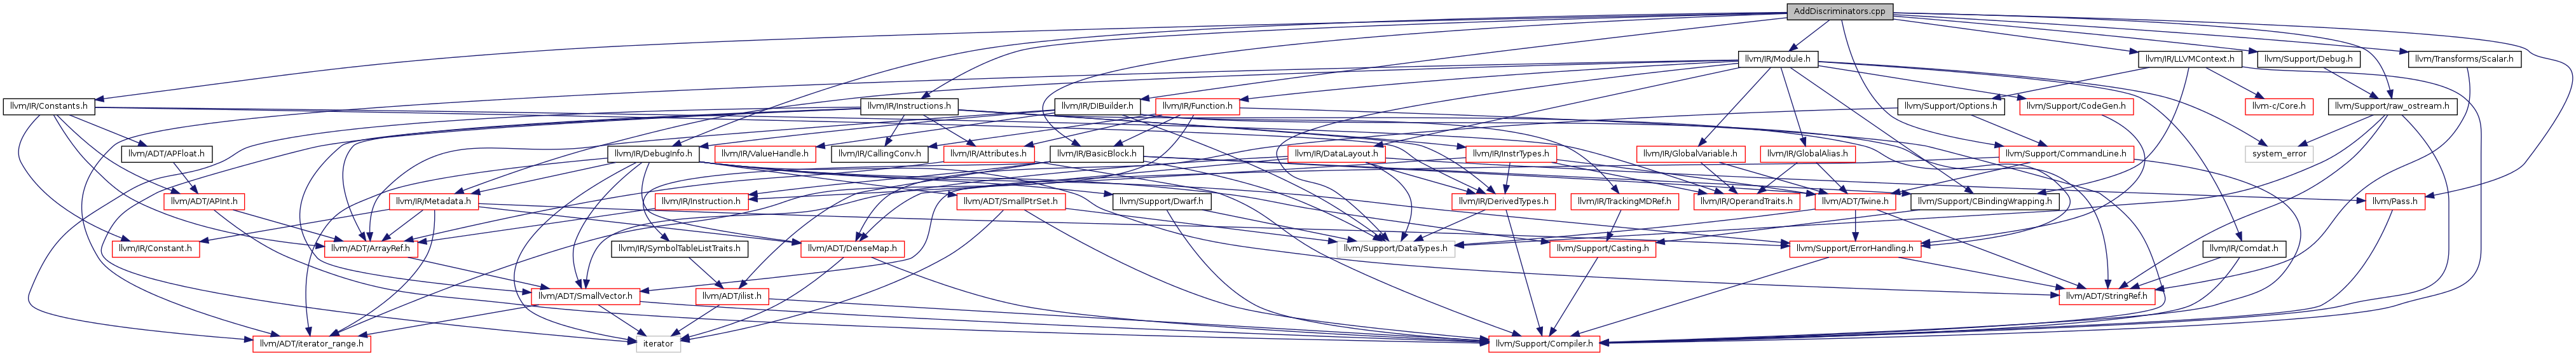 AddDiscriminators.cpp
llvm/IR/Module.h
llvm/IR/LLVMContext.h
llvm/Support/Debug.h
llvm/Transforms/Scalar.h
llvm/IR/Constants.h
llvm/IR/Instructions.h
llvm/IR/DIBuilder.h
llvm/IR/Function.h
llvm/Support/Options.h
llvm/Support/CodeGen.h
llvm-c/Core.h
llvm/Support/raw_ostream.h
llvm/ADT/APFloat.h
llvm/IR/DebugInfo.h
llvm/IR/ValueHandle.h
llvm/IR/CallingConv.h
llvm/IR/Attributes.h
llvm/IR/BasicBlock.h
llvm/IR/DataLayout.h
llvm/IR/InstrTypes.h
llvm/IR/GlobalVariable.h
llvm/IR/GlobalAlias.h
llvm/Support/CommandLine.h
system_error
llvm/ADT/APInt.h
llvm/IR/Metadata.h
llvm/IR/Instruction.h
llvm/ADT/SmallPtrSet.h
llvm/Support/Dwarf.h
llvm/IR/DerivedTypes.h
llvm/IR/TrackingMDRef.h
llvm/IR/OperandTraits.h
llvm/ADT/Twine.h
llvm/Support/CBindingWrapping.h
llvm/Pass.h
llvm/IR/Constant.h
llvm/ADT/ArrayRef.h
llvm/IR/SymbolTableListTraits.h
llvm/ADT/DenseMap.h
llvm/Support/DataTypes.h
llvm/Support/Casting.h
llvm/Support/ErrorHandling.h
llvm/IR/Comdat.h
llvm/ADT/SmallVector.h
llvm/ADT/ilist.h
llvm/ADT/StringRef.h
llvm/ADT/iterator_range.h
iterator
llvm/Support/Compiler.h